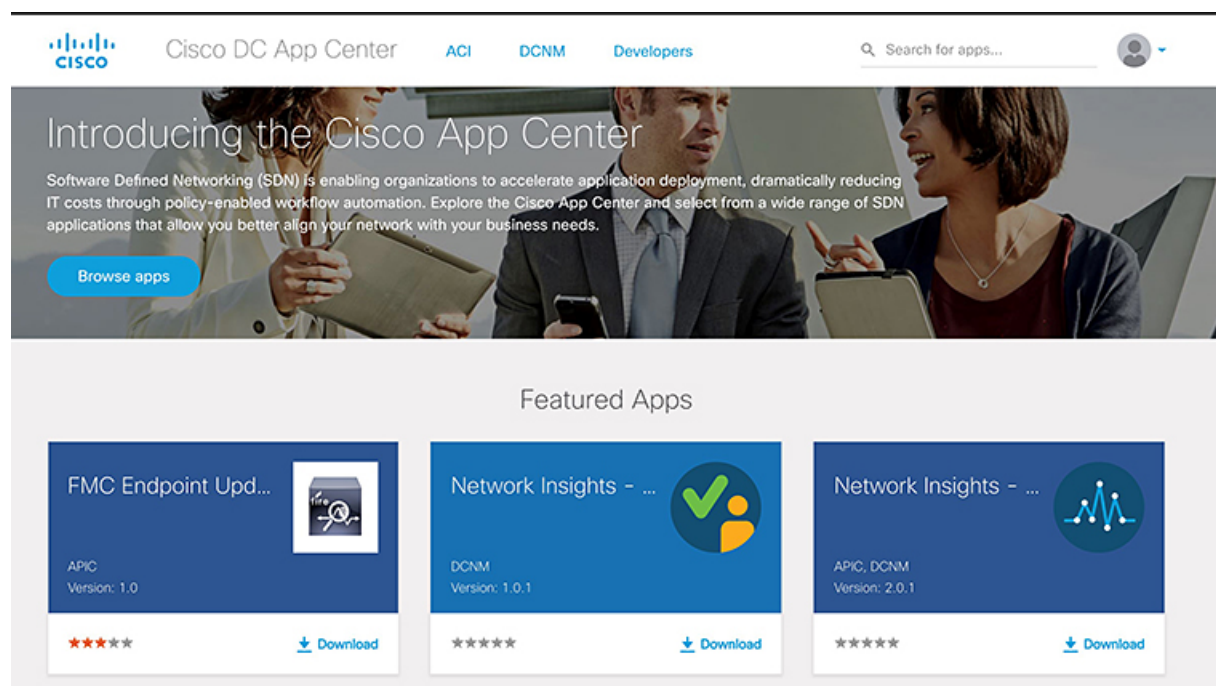 CISCO
Cisco DC App Center
ACI
DCNM
Developers
Search for apps...
Introducing the Cisco App Center
Software Defined Networking (SDN) is enabling organizations to accelerate application deployment, dramatically reducing
IT costs through policy-enabled workflow automation. Explore the Cisco App Center and select from a wide range of SDN
applications that allow you better align your network with your business needs.
Browse apps
Featured Apps
FMC Endpoint Upd...
fire
APIC
Version: 1.0
Download
Network Insights - ...
DCNM
Version: 1.0.1
Download
Network Insights - ...
APIC, DCNM
Version: 2.0.1
Download